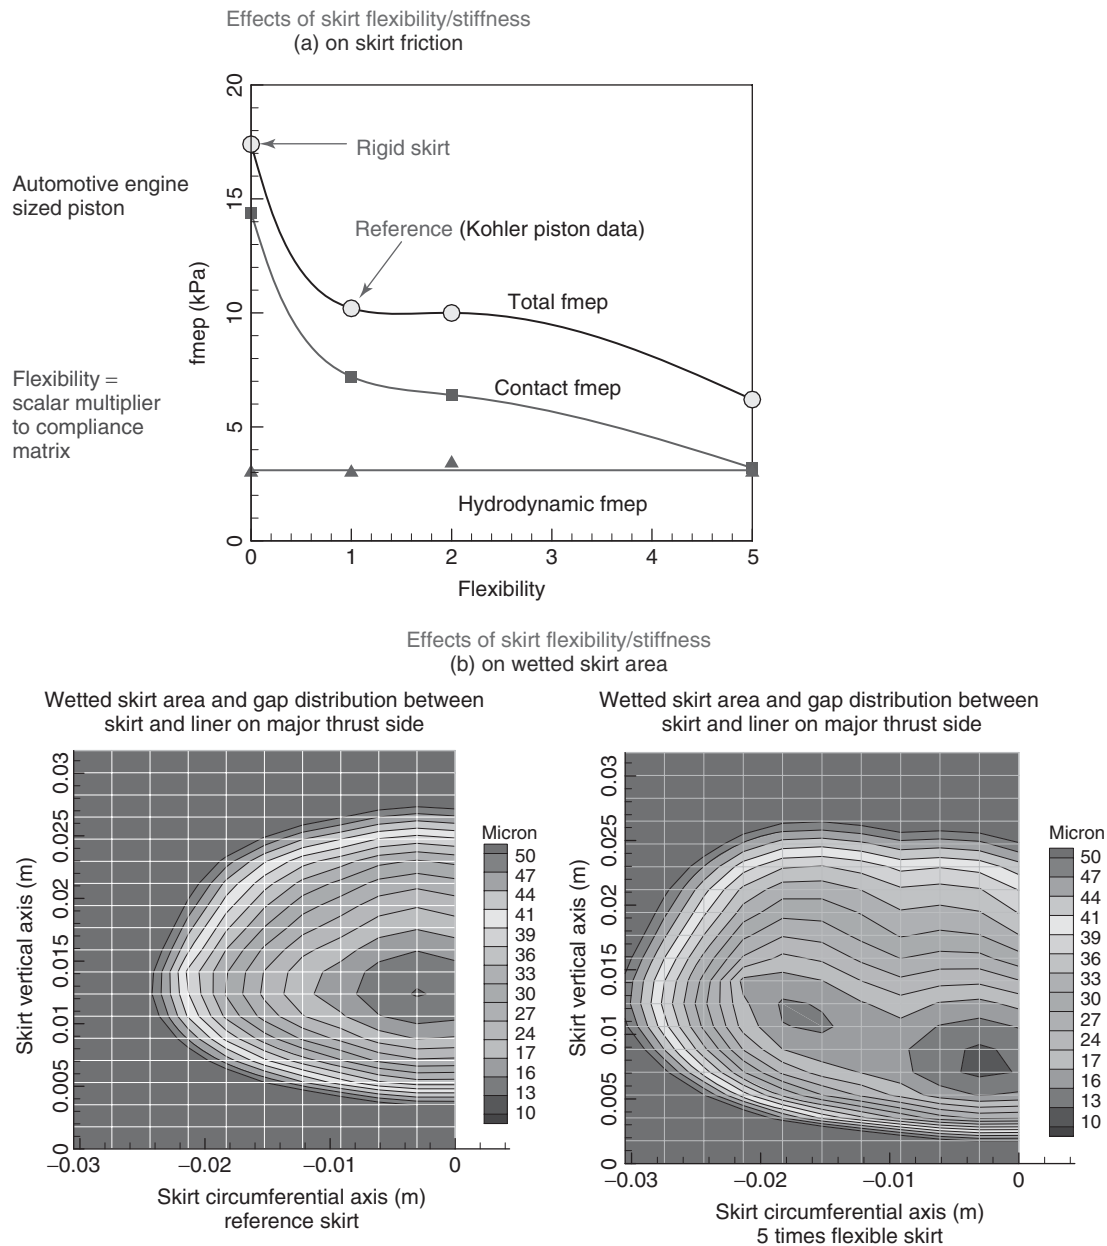 Effects of skirt flexibility/stiffness
(a) on skirt friction
20
15
10
5
0
fmep (kPa)
Rigid skirt
Automotive engine
sized piston
Reference (Kohler piston data)
Total fmep
Flexibility =
scalar multiplier
to compliance
matrix
Contact fmep
Hydrodynamic fmep
0 1 2 3 4 5
Flexibility
Effects of skirt flexibility/stiffness
(b) on wetted skirt area
Wetted skirt area and gap distribution between
skirt and liner on major thrust side
Skirt vertical axis (m)
0.03
0.025
0.02
0.015
0.01
0.005
0
−0.03 −0.02 −0.01 0
Skirt circumferential axis (m)
reference skirt
Micron
50
47
44
41
39
36
33
30
27
24
17
16
13
10
Wetted skirt area and gap distribution between
skirt and liner on major thrust side
Skirt vertical axis (m)
0.03
0.025
0.02
0.015
0.01
0.005
0
−0.03 −0.02 −0.01 0
Skirt circumferential axis (m)
5 times flexible skirt
Micron
50
47
44
41
39
36
33
30
27
24
17
16
13
10